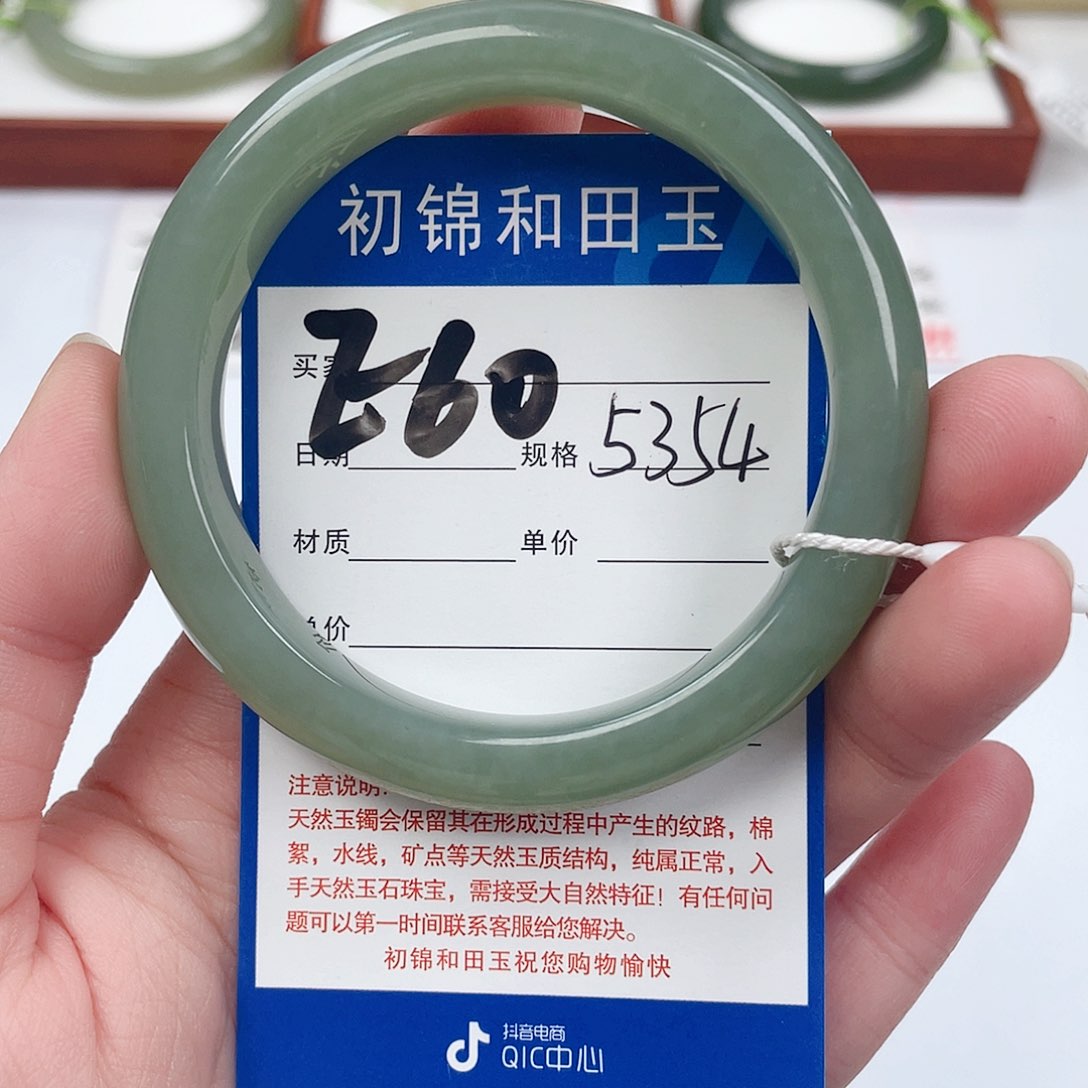 初锦和田玉
买家
E60
日期 规格 5354
材质 单价
单价
注意说明:
天然玉镯会保留其在形成过程中产生的纹路，棉
絮，水线，矿点等天然玉质结构，纯属正常，入
手天然玉石珠宝，需接受大自然特征！有任何问
题可以第一时间联系客服给您解决。
初锦和田玉祝您购物愉快
抖音电商
QIC中心